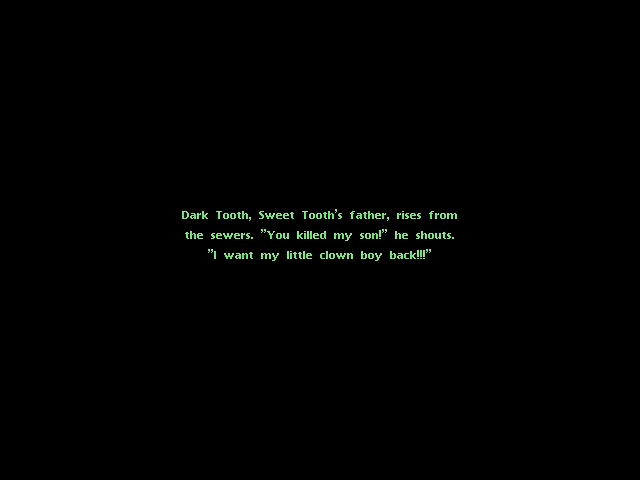 Dark Tooth, Sweet Tooth's father, rises from
the sewers. "You killed my son!" he shouts.
"I want my little clown boy back!!!"